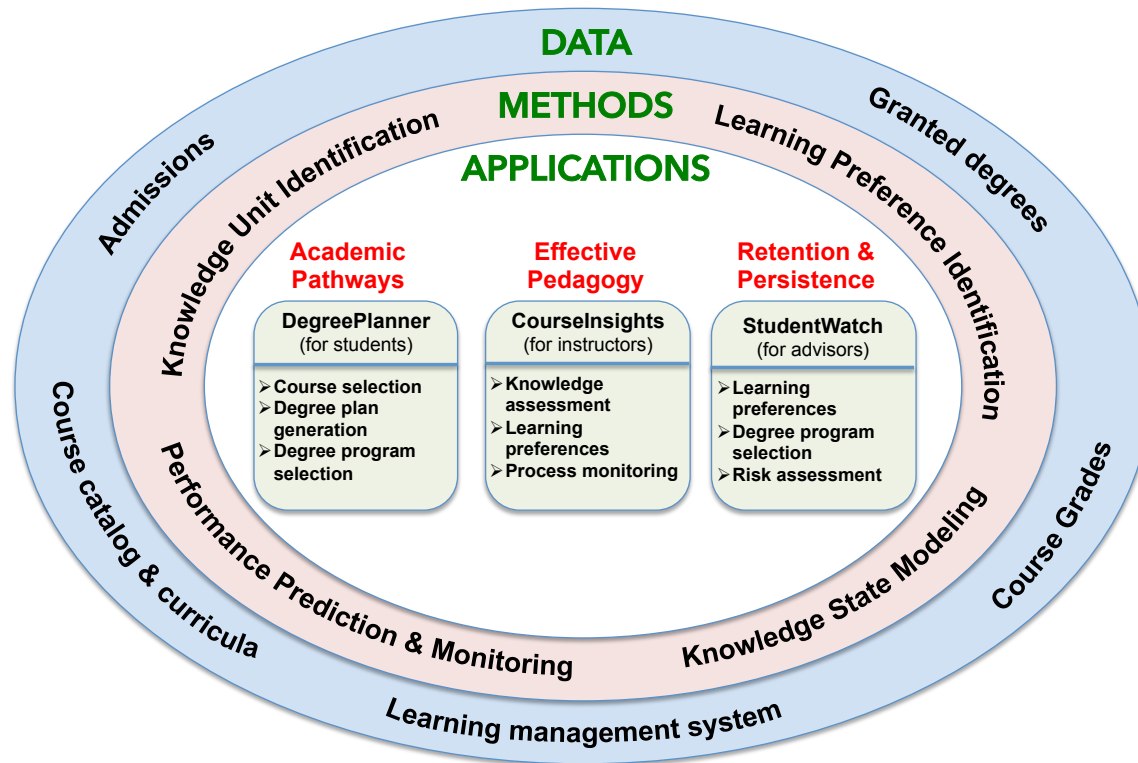 DATA
METHODS
APPLICATIONS
Admissions
Granted degrees
Knowledge Unit Identification
Learning Preference Identification
Academic
Pathways
DegreePlanner
(for students)
➢Course selection
➢Degree plan
generation
➢Degree program
selection
Effective
Pedagogy
CourseInsights
(for instructors)
➢Knowledge
assessment
➢Learning
preferences
➢Process monitoring
Retention &
Persistence
StudentWatch
(for advisors)
➢Learning
preferences
➢Degree program
selection
➢Risk assessment
Performance Prediction & Monitoring
Knowledge State Modeling
Course catalog & curricula
Learning management system
Course Grades